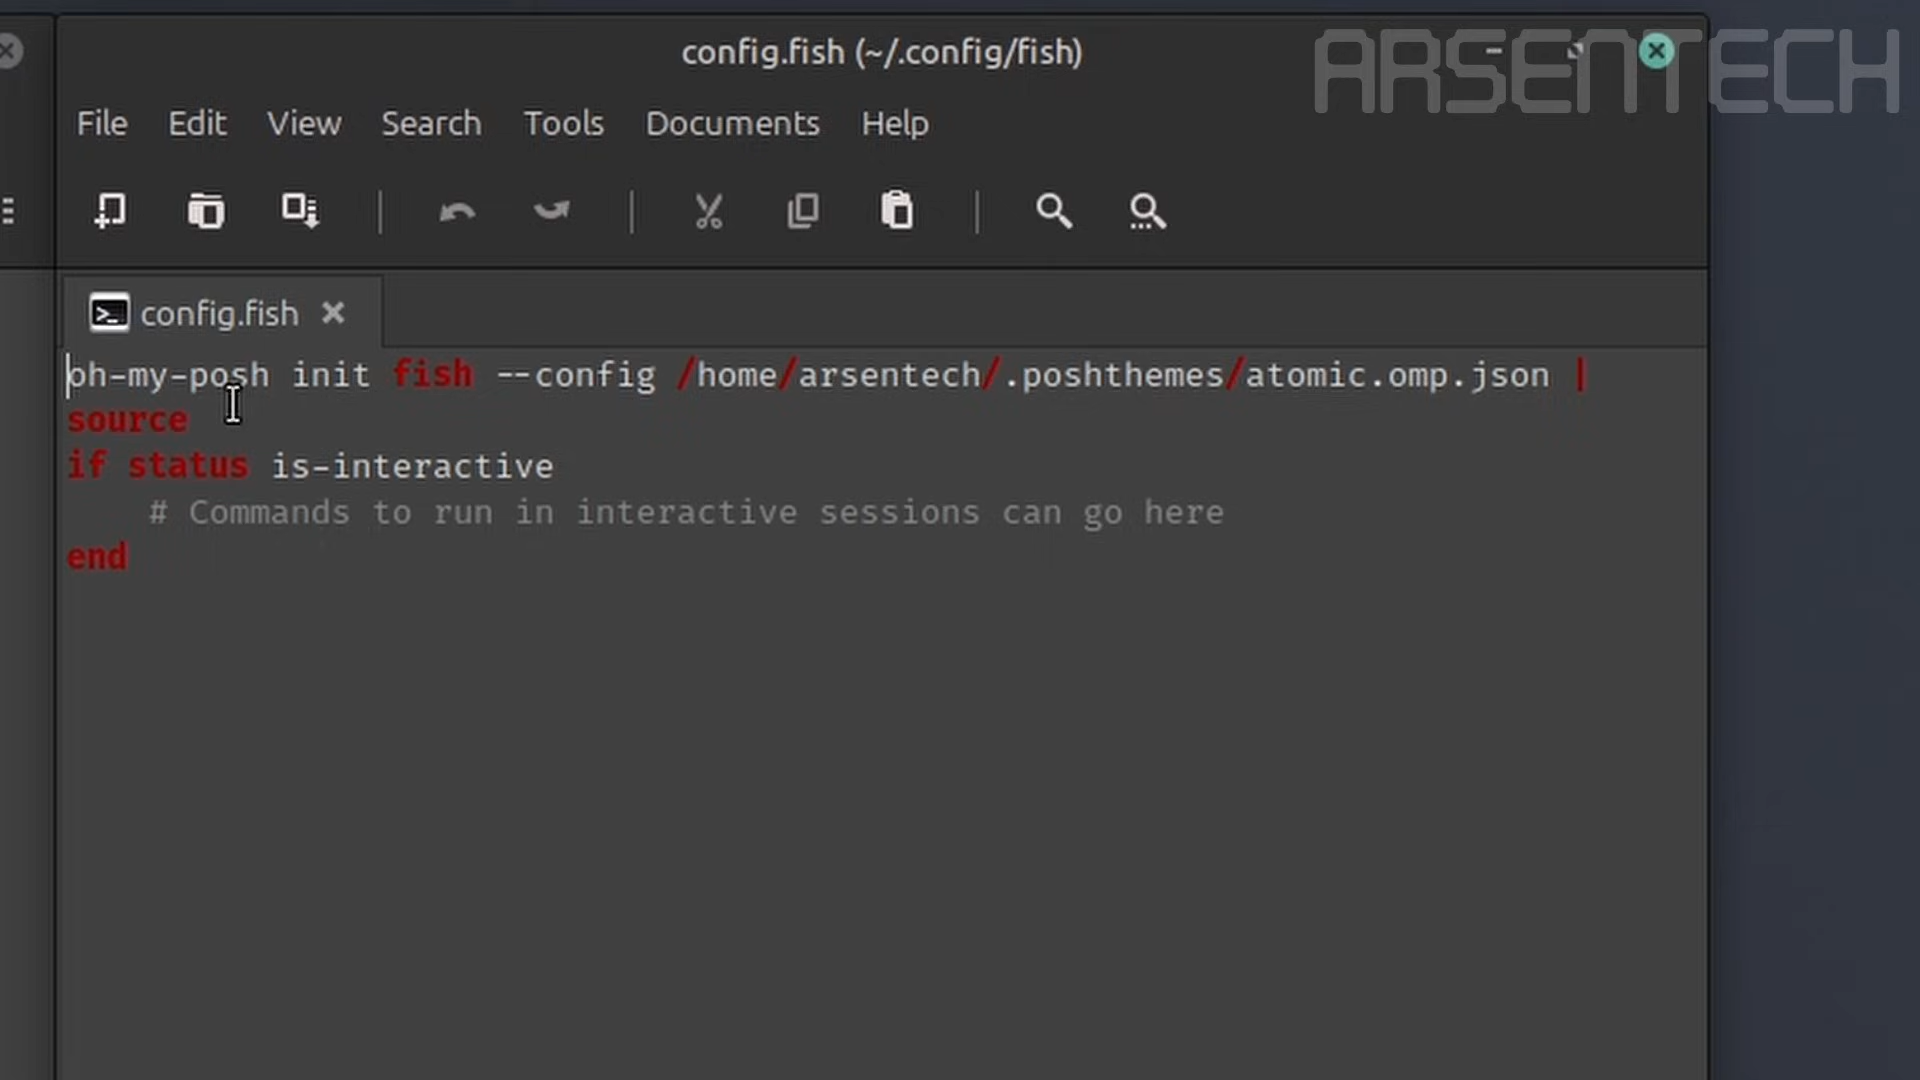 config.fish (~/.config/fish)
ARSENTECH
File Edit View Search Tools Documents Help
config.fish
oh-my-posh init fish --config /home/arsentech/.poshthemes/atomic.omp.json |
source
if status is-interactive
    # Commands to run in interactive sessions can go here
end